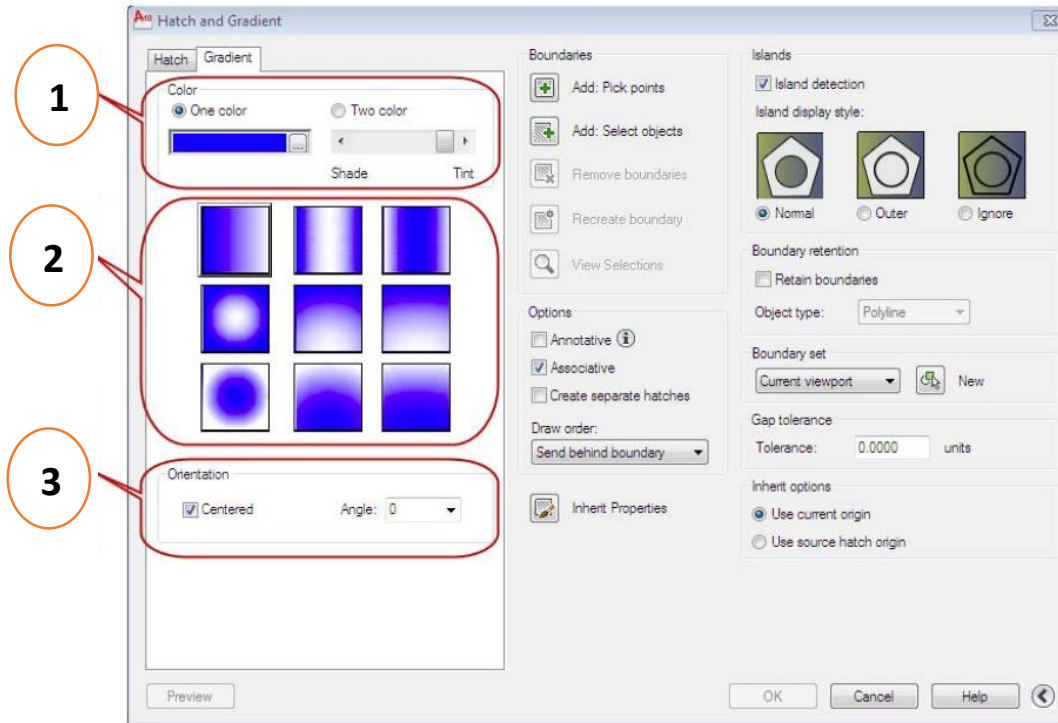 A10 Hatch and Gradient
Hatch Gradient
1
Color
One color Two color
...
Shade Tint
2
3
Orientation
Centered Angle: 0
Preview
Boundaries
Add: Pick points
Add: Select objects
Remove boundaries
Recreate boundary
View Selections
Options
Annotative i
Associative
Create separate hatches
Draw order:
Send behind boundary
Inherit Properties
Islands
Island detection
Island display style:
Normal Outer Ignore
Boundary retention
Retain boundaries
Object type: Polyline
Boundary set
Current viewport New
Gap tolerance
Tolerance: 0.0000 units
Inherit options
Use current origin
Use source hatch origin
OK Cancel Help